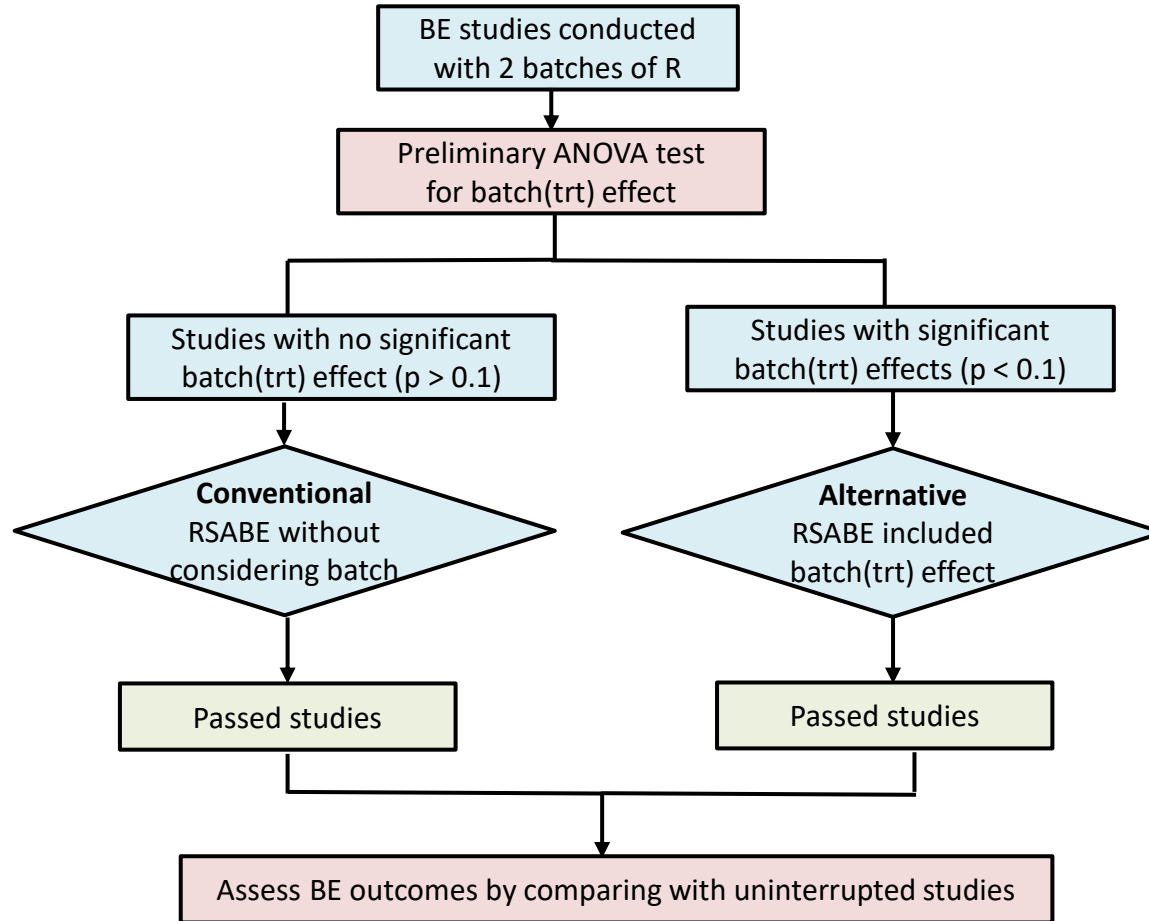 BE studies conducted
with 2 batches of R
Preliminary ANOVA test
for batch(trt) effect
Studies with no significant
batch(trt) effect (p > 0.1)
Studies with significant
batch(trt) effects (p < 0.1)
Conventional
RSABE without
considering batch
Alternative
RSABE included
batch(trt) effect
Passed studies
Passed studies
Assess BE outcomes by comparing with uninterrupted studies